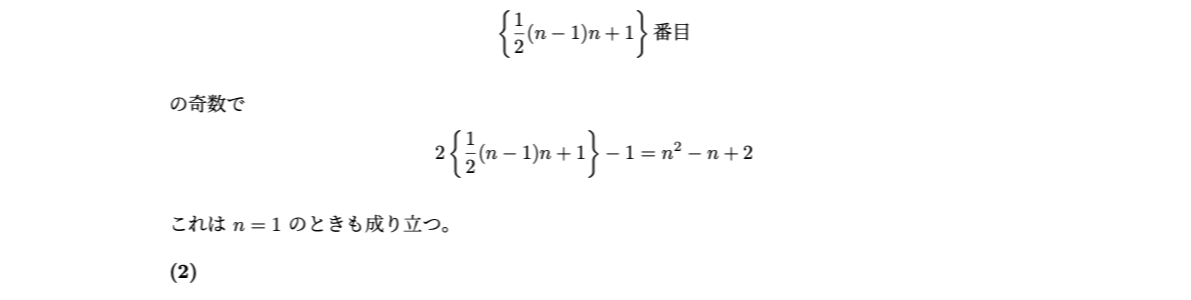 {1/2(n − 1)n + 1} 番目
の奇数で
2{1/2(n − 1)n + 1} − 1 = n² − n + 2
これは n = 1 のときも成り立つ。
(2)